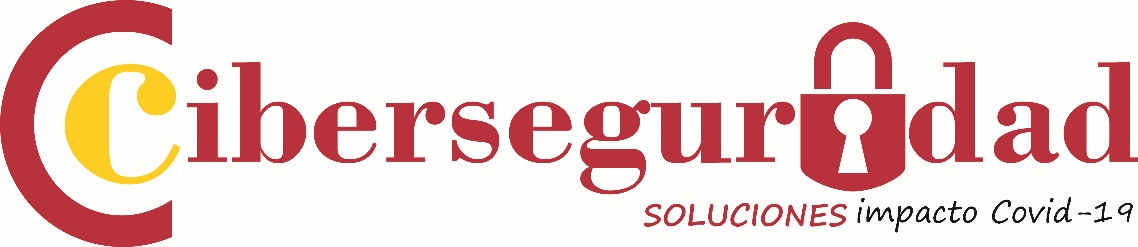 Ciberseguridad
SOLUCIONES impacto Covid-19